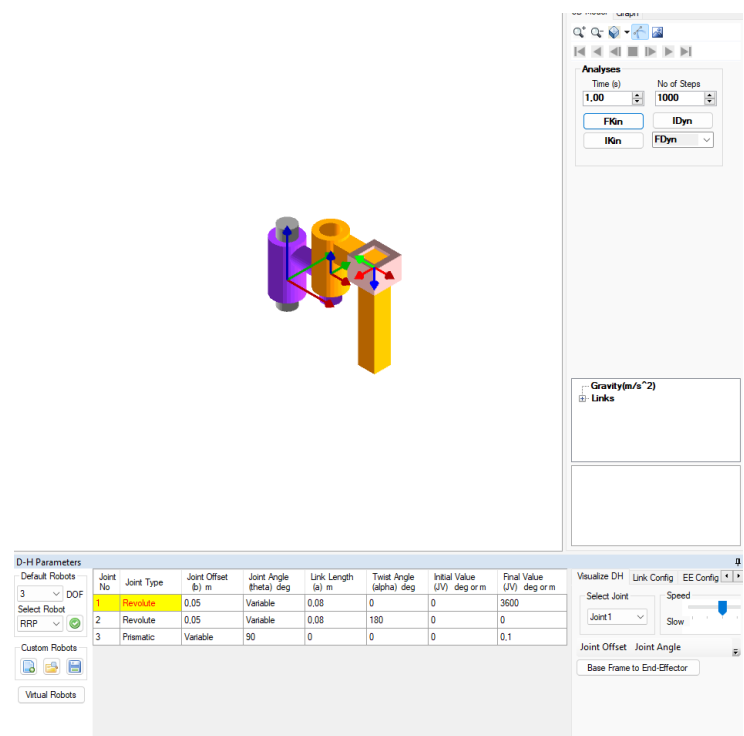 3D Model Graph
Analyses
Time (s) No of Steps
1,00 1000
FKin IDyn
IKin FDyn
Gravity(m/s^2)
Links
D-H Parameters
Default Robots
3 DOF
Select Robot
RRP
Custom Robots
Virtual Robots
Joint No Joint Type Joint Offset (b) m Joint Angle (theta) deg Link Length (a) m Twist Angle (alpha) deg Initial Value (JV) deg or m Final Value (JV) deg or m
1 Revolute 0,05 Variable 0,08 0 0 3600
2 Revolute 0,05 Variable 0,08 180 0 0
3 Prismatic Variable 90 0 0 0 0,1
Visualize DH Link Config EE Config
Select Joint Speed
Joint1 Slow
Joint Offset Joint Angle
Base Frame to End-Effector